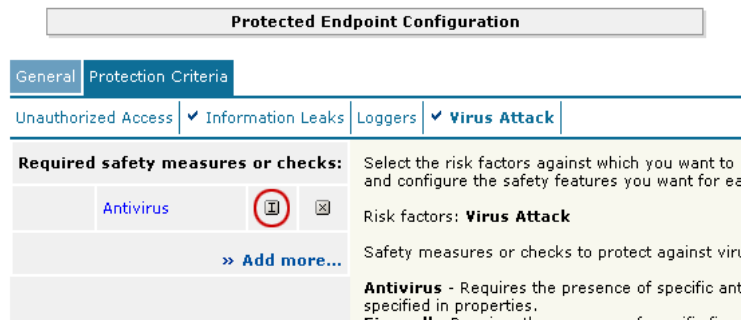 Protected Endpoint Configuration
General Protection Criteria
Unauthorized Access Information Leaks Loggers Virus Attack
Required safety measures or checks:
Antivirus
» Add more...
Select the risk factors against which you want to
and configure the safety features you want for
Risk factors: Virus Attack
Safety measures or checks to protect against
Antivirus - Requires the presence of specific
specified in properties.